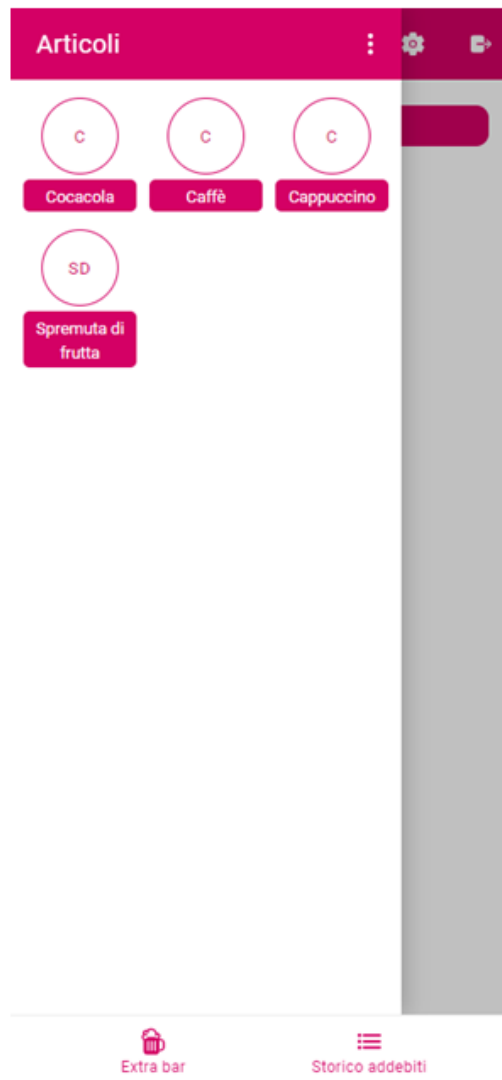 Articoli
C
C
C
Cocacola
Caffè
Cappuccino
SD
Spremuta di
frutta
Extra bar
Storico addebiti